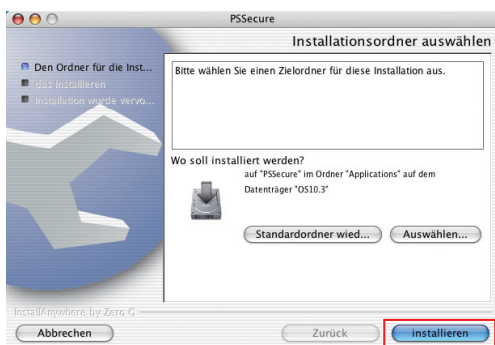 PSSecure
Installationsordner auswählen
Den Ordner für die Inst...
das Installieren
Installation wurde vervo...
Bitte wählen Sie einen Zielordner für diese Installation aus.
Wo soll installiert werden?
auf "PSSecure" im Ordner "Applications" auf dem
Datenträger "OS10.3"
Standardordner wied...
Auswählen...
InstallAnywhere by Zero G
Abbrechen
Zurück
installieren